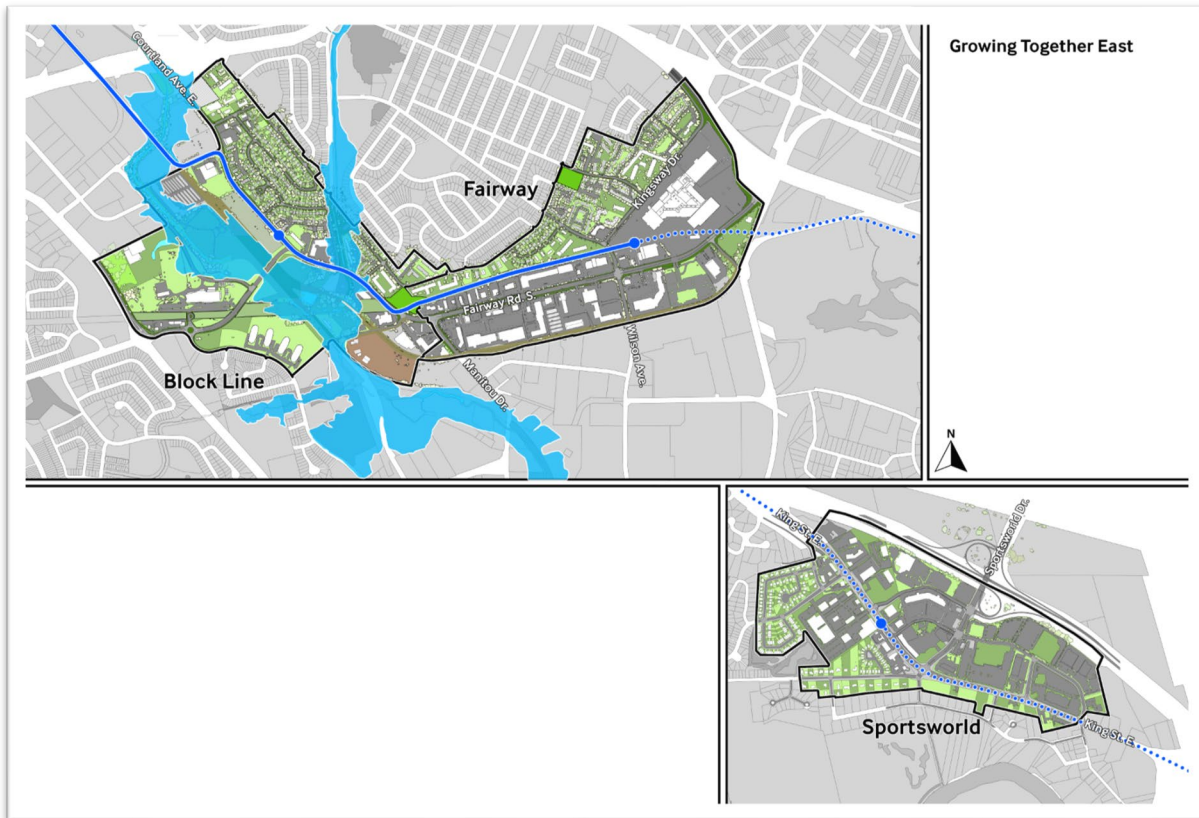 Growing Together East
Courtland Ave. E.
Fairway
Kingsway Dr.
Fairway Rd. S.
Block Line
Manitou Dr.
Wilson Ave.
N
King St. E.
Sportsworld Dr.
Sportsworld
King St. E.